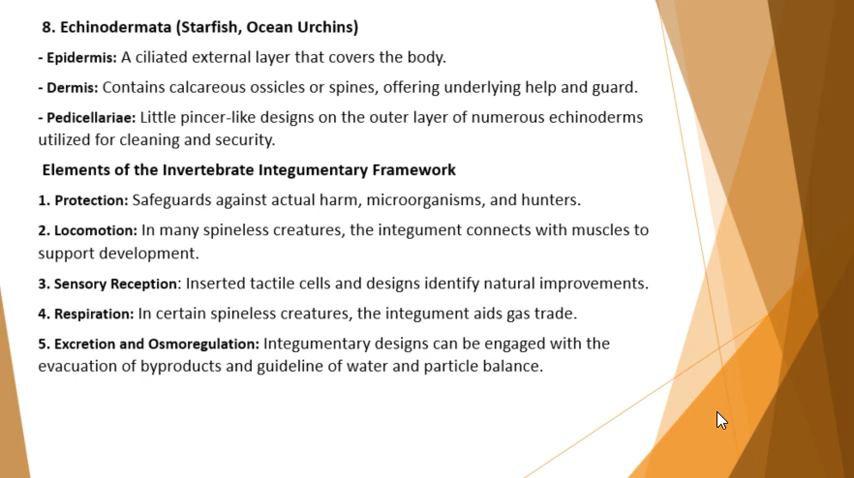 8. Echinodermata (Starfish, Ocean Urchins)
- Epidermis: A ciliated external layer that covers the body.
- Dermis: Contains calcareous ossicles or spines, offering underlying help and guard.
- Pedicellariae: Little pincer-like designs on the outer layer of numerous echinoderms
utilized for cleaning and security.
Elements of the Invertebrate Integumentary Framework
1. Protection: Safeguards against actual harm, microorganisms, and hunters.
2. Locomotion: In many spineless creatures, the integument connects with muscles to
support development.
3. Sensory Reception: Inserted tactile cells and designs identify natural improvements.
4. Respiration: In certain spineless creatures, the integument aids gas trade.
5. Excretion and Osmoregulation: Integumentary designs can be engaged with the
evacuation of byproducts and guideline of water and particle balance.